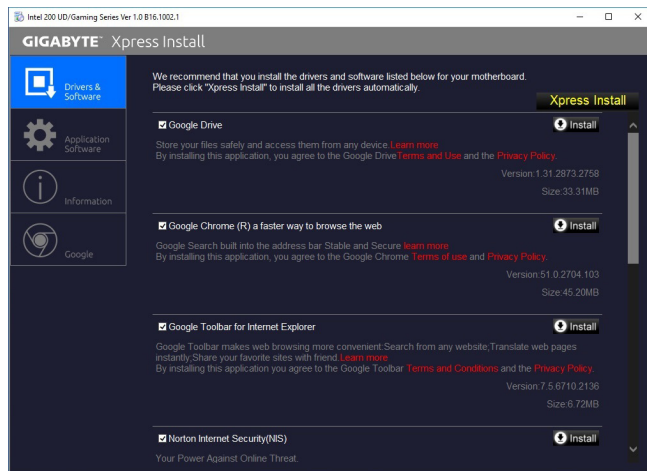 Intel 200 UD/Gaming Series Ver 1.0 B16.1002.1
GIGABYTE™ Xpress Install
Drivers &
Software
Application
Software
Information
Google
We recommend that you install the drivers and software listed below for your motherboard.
Please click "Xpress Install" to install all the drivers automatically.
Xpress Install
Google Drive
Install
Store your files safely and access them from any device.Learn more
By installing this application, you agree to the Google DriveTerms and Use and the Privacy Policy.
Version:1.31.2873.2758
Size:33.31MB
Google Chrome (R) a faster way to browse the web
Install
Google Search built into the address bar Stable and Secure learn more
By installing this application, you agree to the Google Chrome Terms of use and Privacy Policy.
Version:51.0.2704.103
Size:45.20MB
Google Toolbar for Internet Explorer
Install
Google Toolbar makes web browsing more convenient:Search from any website;Translate web pages
instantly;Share your favorite sites with friend.Learn more
By installing this application you agree to the Google Toolbar Terms and Conditions and the Privacy Policy.
Version:7.5.6710.2136
Size:6.72MB
Norton Internet Security(NIS)
Install
Your Power Against Online Threat.